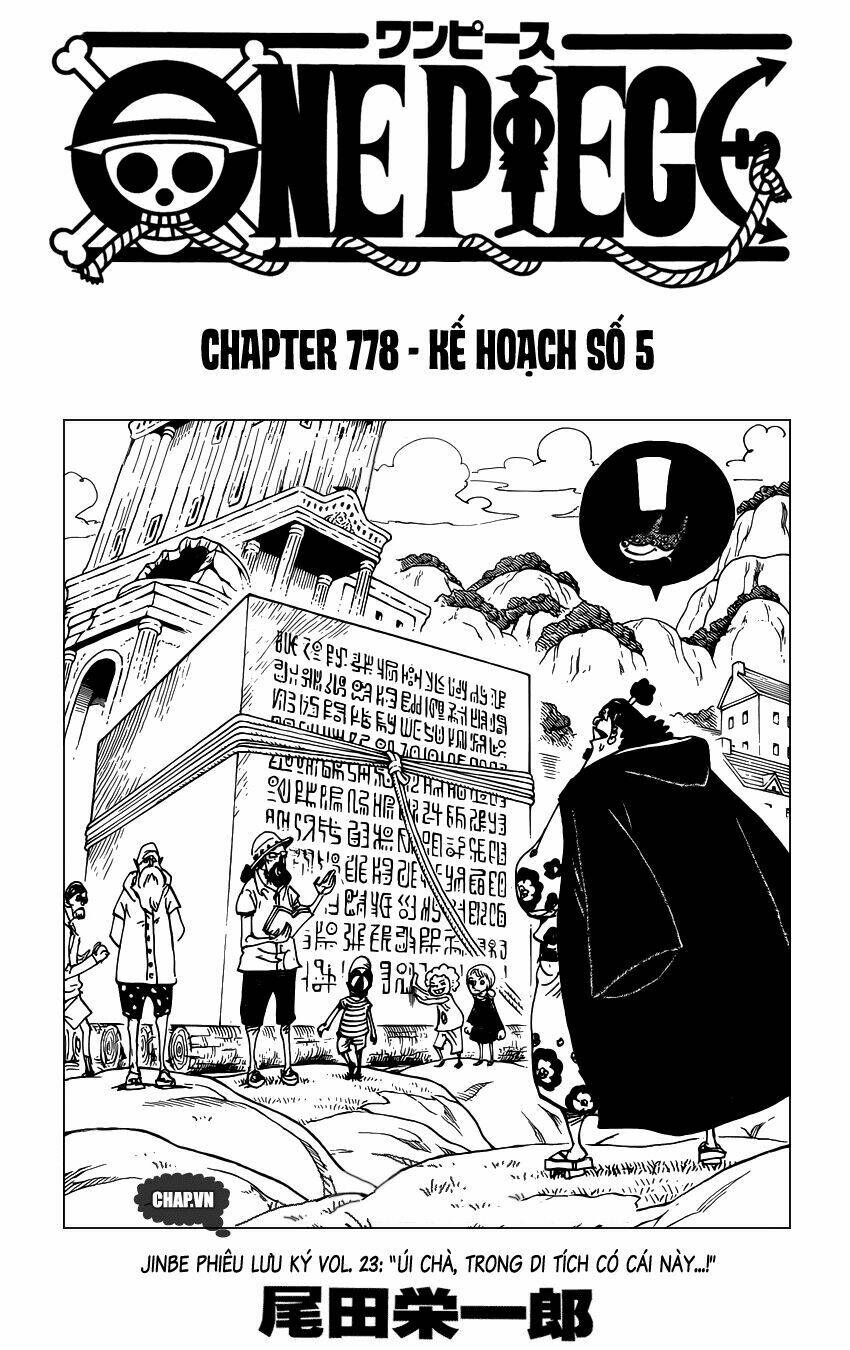 ワンピース
ONE PIECE
CHAPTER 778 - KẾ HOẠCH SỐ 5
CHAP.VN
JINBE PHIÊU LƯU KÝ VOL. 23: "ÚI CHÀ, TRONG DI TÍCH CÓ CÁI NÀY...!"
尾田栄一郎